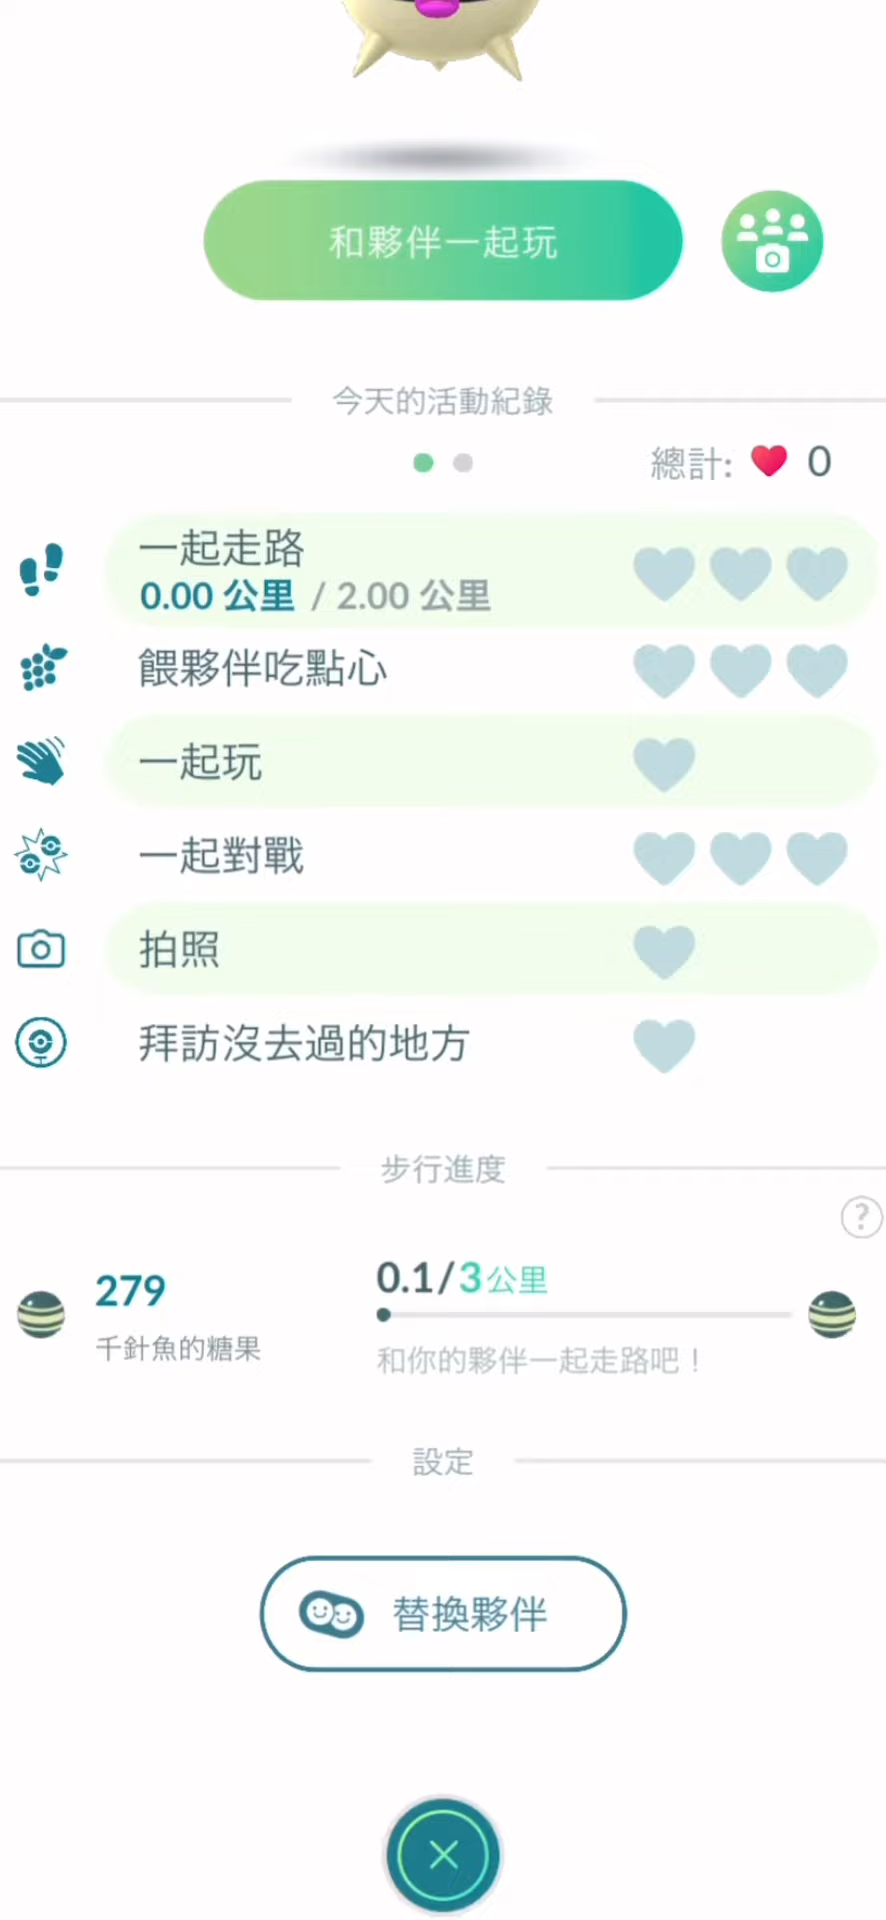 和夥伴一起玩
今天的活動紀錄
總計: 0
一起走路
0.00 公里 / 2.00 公里
餵夥伴吃點心
一起玩
一起對戰
拍照
拜訪沒去過的地方
步行進度
?
279
千針魚的糖果
0.1/3公里
和你的夥伴一起走路吧！
設定
替換夥伴